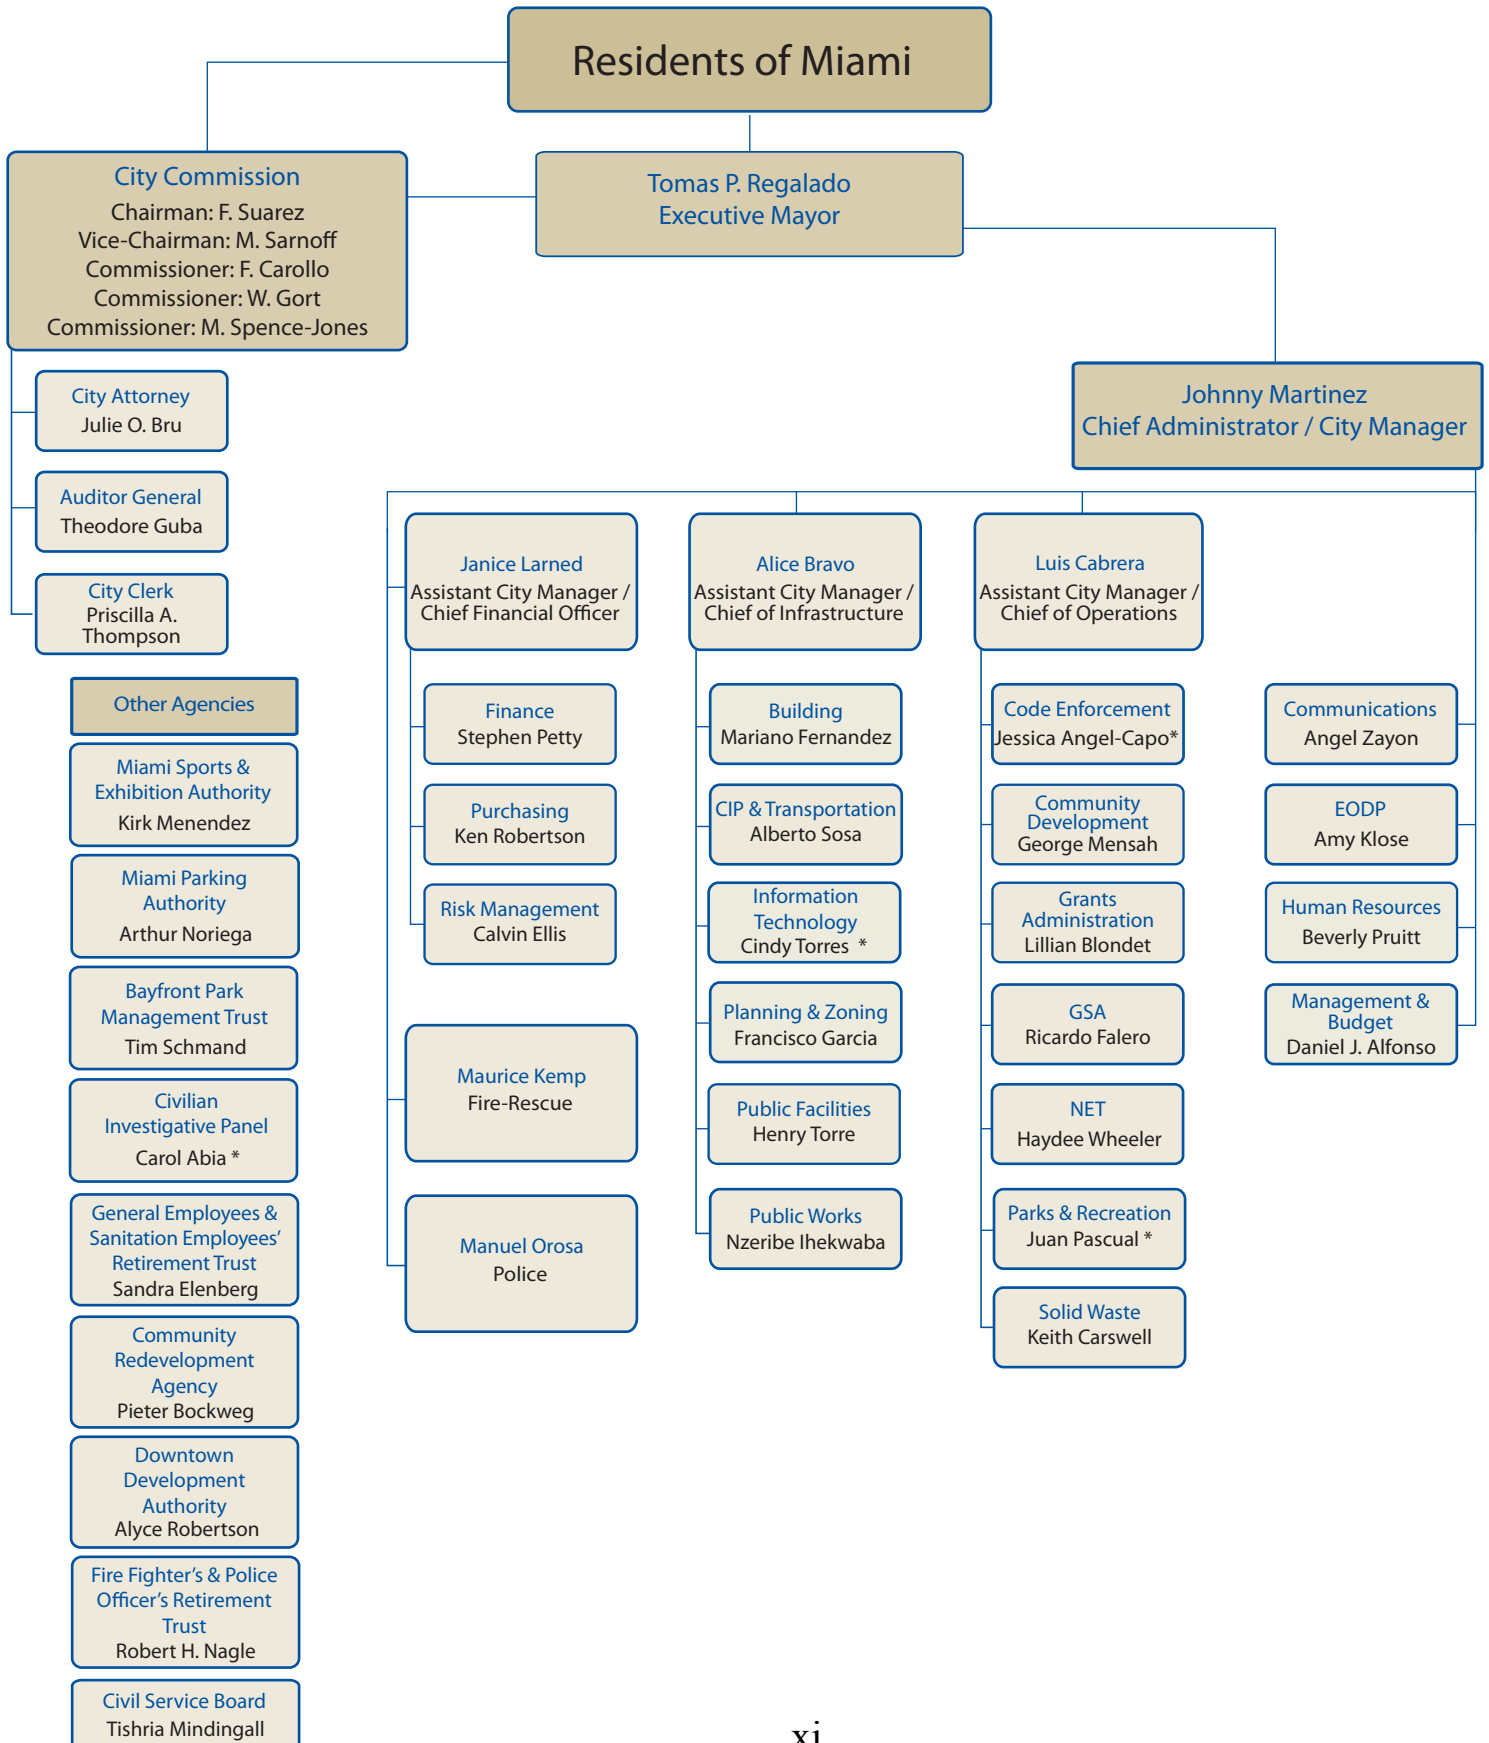 Residents of Miami
City Commission
Chairman: F. Suarez
Vice-Chairman: M. Sarnoff
Commissioner: F. Carollo
Commissioner: W. Gort
Commissioner: M. Spence-Jones
Tomas P. Regalado
Executive Mayor
Johnny Martinez
Chief Administrator / City Manager
City Attorney
Julie O. Bru
Auditor General
Theodore Guba
City Clerk
Priscilla A.
Thompson
Other Agencies
Miami Sports &
Exhibition Authority
Kirk Menendez
Miami Parking
Authority
Arthur Noriega
Bayfront Park
Management Trust
Tim Schmand
Civilian
Investigative Panel
Carol Abia *
General Employees &
Sanitation Employees’
Retirement Trust
Sandra Elenberg
Community
Redevelopment
Agency
Pieter Bockweg
Downtown
Development
Authority
Alyce Robertson
Fire Fighter’s & Police
Officer’s Retirement
Trust
Robert H. Nagle
Civil Service Board
Tishria Mindingall
Janice Larned
Assistant City Manager /
Chief Financial Officer
Finance
Stephen Petty
Purchasing
Ken Robertson
Risk Management
Calvin Ellis
Maurice Kemp
Fire-Rescue
Manuel Orosa
Police
Alice Bravo
Assistant City Manager /
Chief of Infrastructure
Building
Mariano Fernandez
CIP & Transportation
Alberto Sosa
Information
Technology
Cindy Torres *
Planning & Zoning
Francisco Garcia
Public Facilities
Henry Torre
Public Works
Nzeribe Ihekwaba
Luis Cabrera
Assistant City Manager /
Chief of Operations
Code Enforcement
Jessica Angel-Capo*
Community
Development
George Mensah
Grants
Administration
Lillian Blondet
GSA
Ricardo Falero
NET
Haydee Wheeler
Parks & Recreation
Juan Pascual *
Solid Waste
Keith Carswell
Communications
Angel Zayon
EODP
Amy Klose
Human Resources
Beverly Pruitt
Management &
Budget
Daniel J. Alfonso
xi